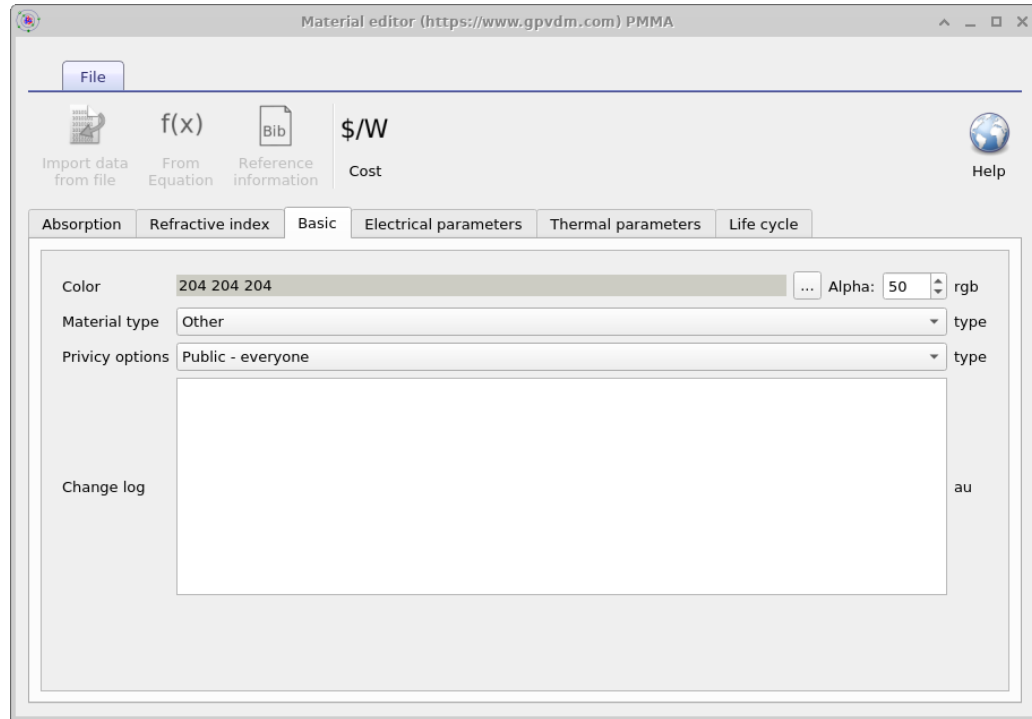 Material editor (https://www.gpvdm.com) PMMA
File
f(x)
Bib
$/W
Import data
from file
From
Equation
Reference
information
Cost
Help
Absorption
Refractive index
Basic
Electrical parameters
Thermal parameters
Life cycle
Color
204 204 204
...
Alpha:
50
rgb
Material type
Other
type
Privicy options
Public - everyone
type
Change log
au